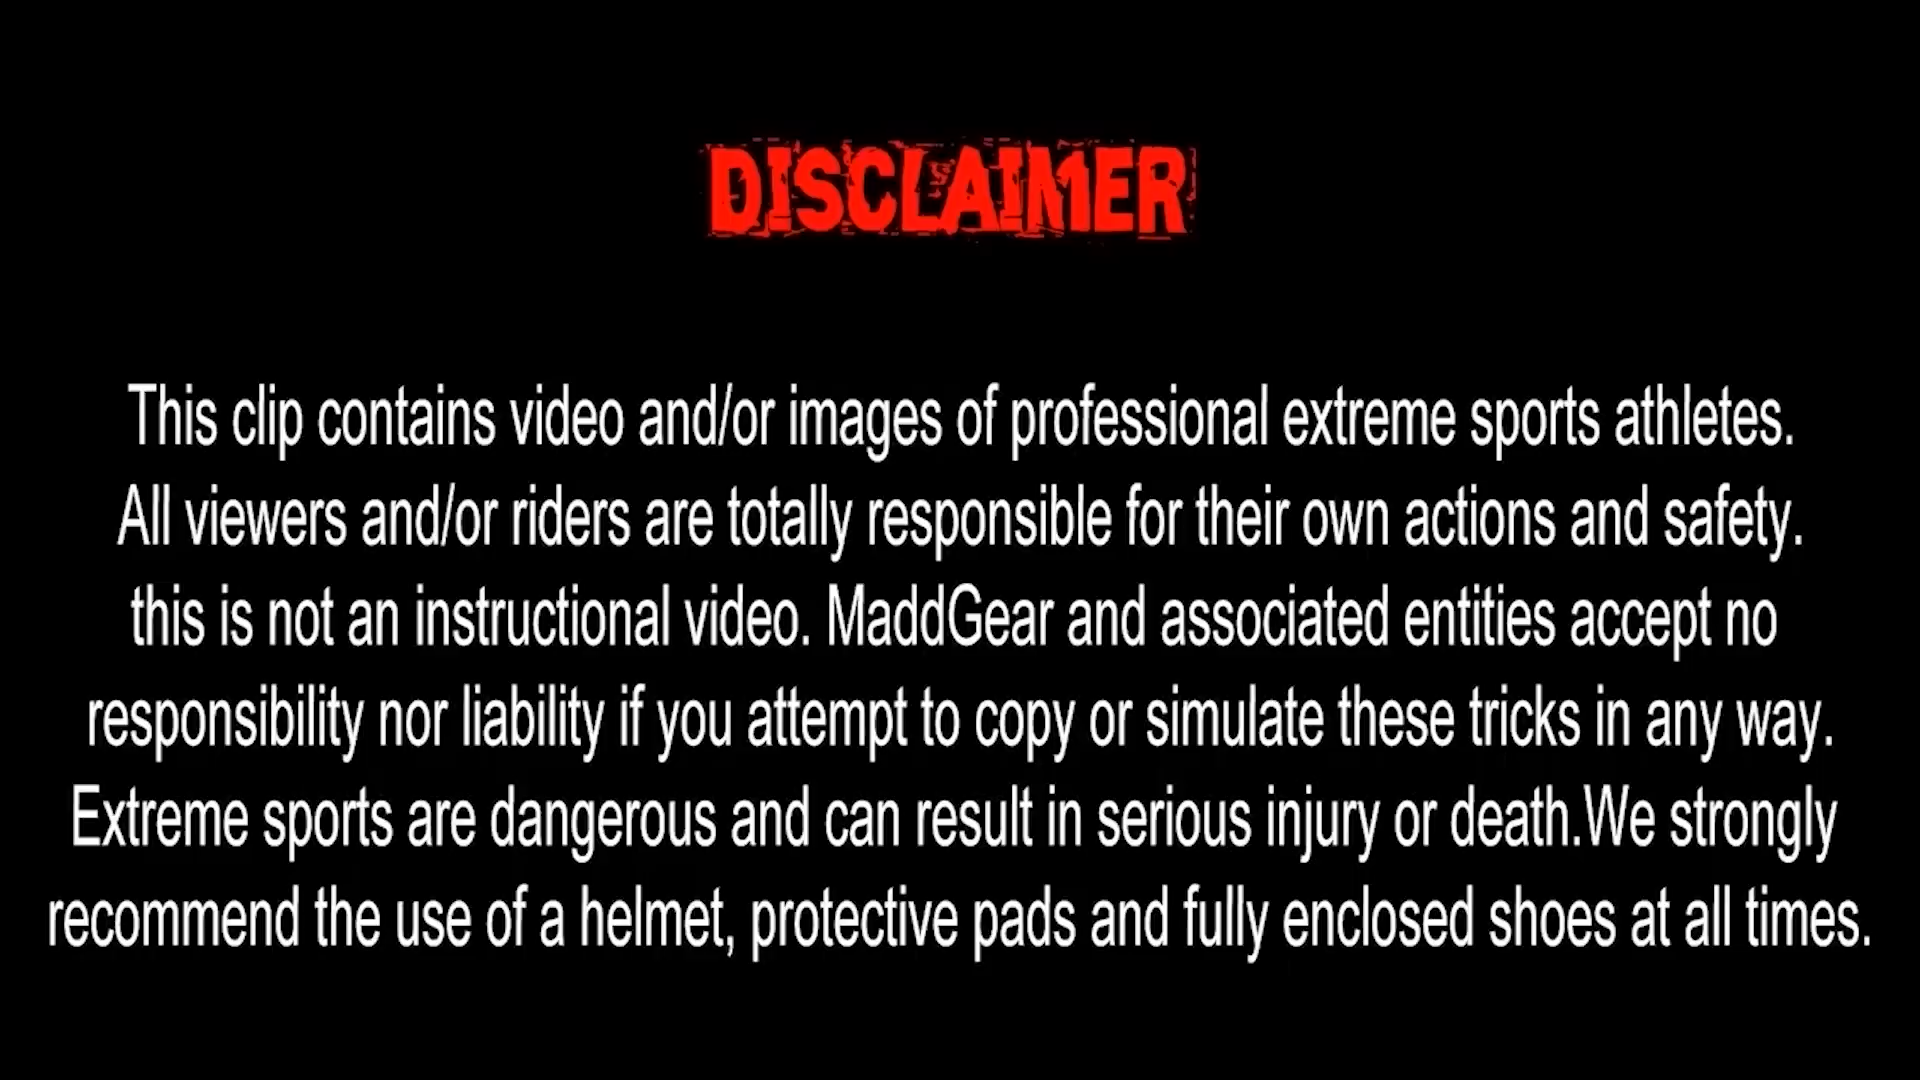 DISCLAIMER
This clip contains video and/or images of professional extreme sports athletes.
All viewers and/or riders are totally responsible for their own actions and safety.
this is not an instructional video. MaddGear and associated entities accept no
responsibility nor liability if you attempt to copy or simulate these tricks in any way.
Extreme sports are dangerous and can result in serious injury or death.We strongly
recommend the use of a helmet, protective pads and fully enclosed shoes at all times.